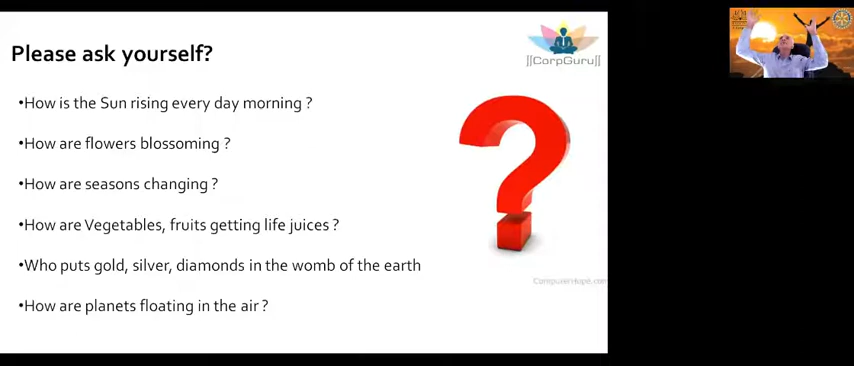 Please ask yourself?
||CorpGuru||
•How is the Sun rising every day morning ?
•How are flowers blossoming ?
•How are seasons changing ?
•How are Vegetables, fruits getting life juices ?
•Who puts gold, silver, diamonds in the womb of the earth
•How are planets floating in the air ?
ComputerHope.com